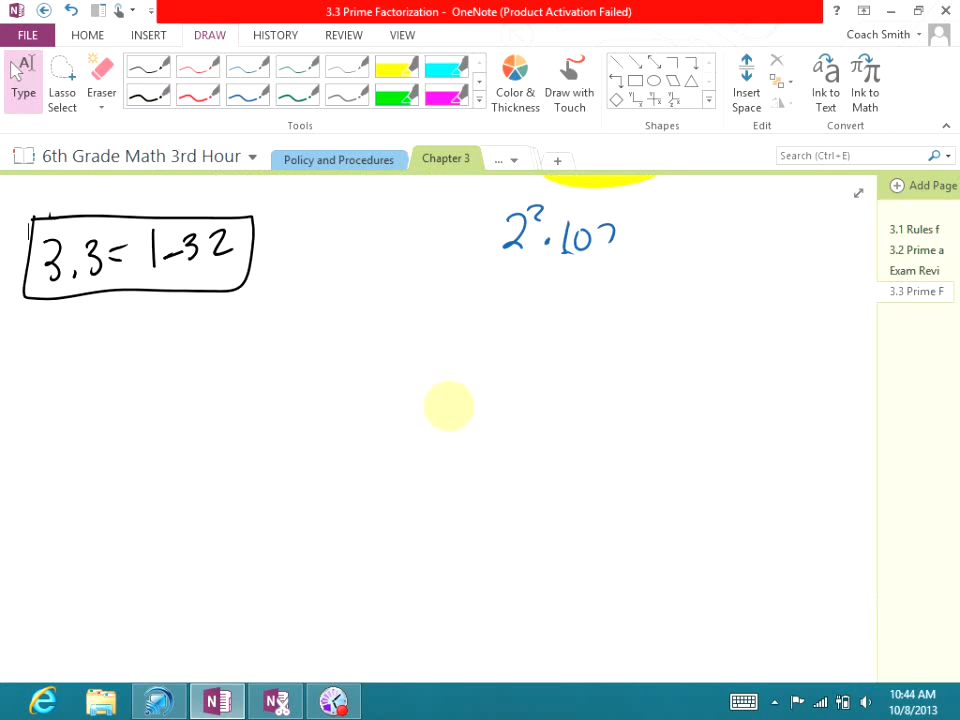 3.3 Prime Factorization - OneNote (Product Activation Failed)
FILE HOME INSERT DRAW HISTORY REVIEW VIEW
Coach Smith
Type
Lasso Select
Eraser
Color & Thickness
Draw with Touch
Insert Space
Ink to Text
Ink to Math
Tools Shapes Edit Convert
6th Grade Math 3rd Hour
Policy and Procedures
Chapter 3
...
Search (Ctrl+E)
Add Page
3.1 Rules f
3.2 Prime a
Exam Revi
3.3 Prime F
3.3 = 1-32
2² · 107
10:44 AM
10/8/2013